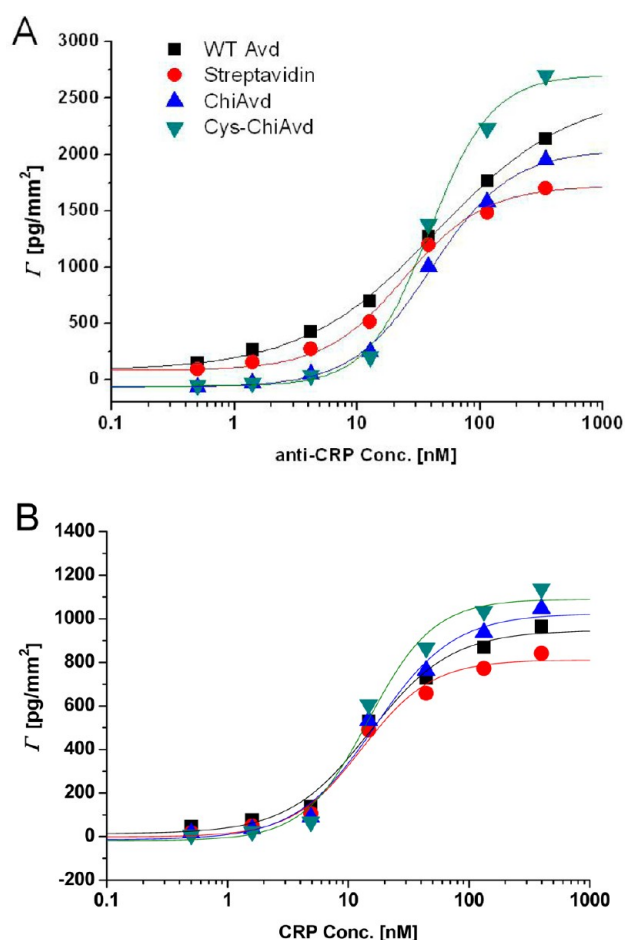 A
3000
2500
2000
1500
1000
500
0
Γ [pg/mm²]
WT Avd
Streptavidin
ChiAvd
Cys-ChiAvd
0.1 1 10 100 1000
anti-CRP Conc. [nM]
B
1400
1200
1000
800
600
400
200
0
-200
Γ [pg/mm²]
0.1 1 10 100 1000
CRP Conc. [nM]